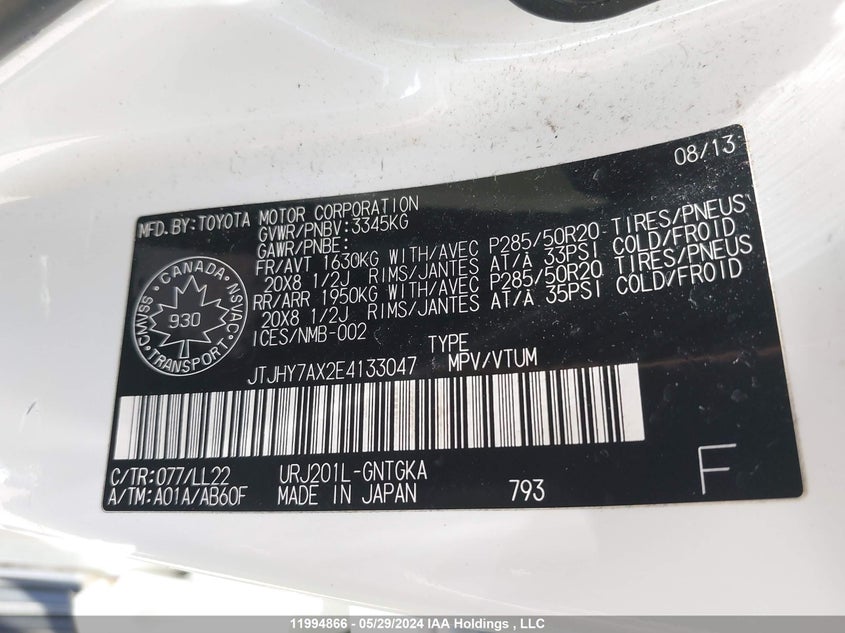 08/13
MFD. BY:TOYOTA MOTOR CORPORATION
GVWR/PNBV:3345KG
GAWR/PNBE:
FR/AVT 1630KG WITH/AVEC P285/50R20 TIRES/PNEUS
20X8 1/2J RIMS/JANTES AT/À 33PSI COLD/FROID
RR/ARR 1950KG WITH/AVEC P285/50R20 TIRES/PNEUS
20X8 1/2J RIMS/JANTES AT/À 35PSI COLD/FROID
ICES/NMB-002
CANADA
CMVSS NSVAC
930
TRANSPORT
TYPE
JTJHY7AX2E4133047 MPV/VTUM
C/TR:077/LL22 URJ201L-GNTGKA
A/TM:A01A/AB60F MADE IN JAPAN 793
F
11994866 - 05/29/2024 IAA Holdings , LLC